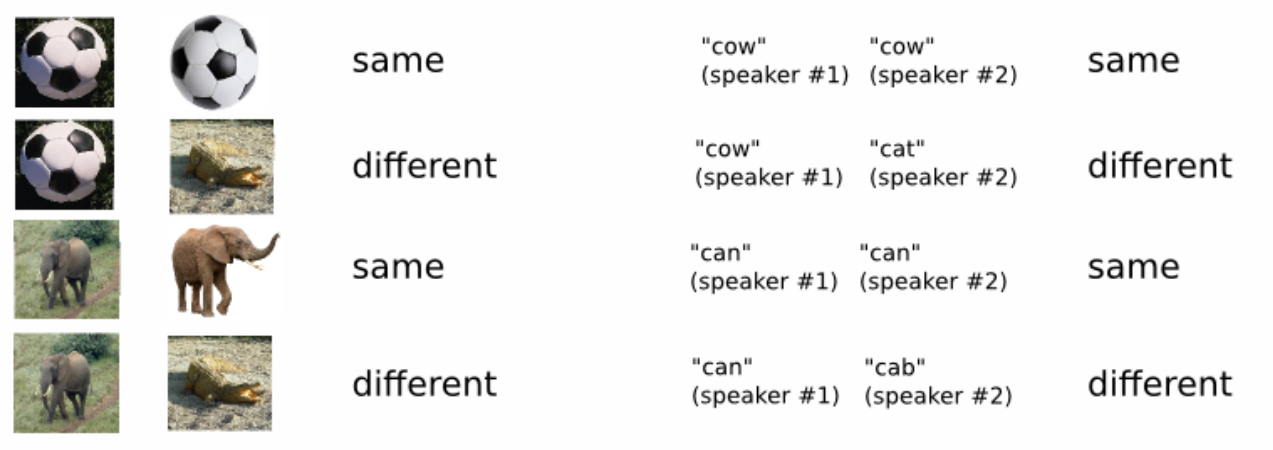 same
"cow" "cow"
(speaker #1) (speaker #2)
same
different
"cow" "cat"
(speaker #1) (speaker #2)
different
same
"can" "can"
(speaker #1) (speaker #2)
same
different
"can" "cab"
(speaker #1) (speaker #2)
different